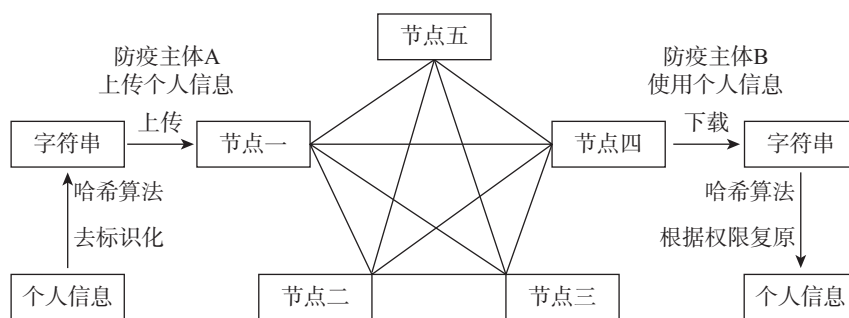 节点五
防疫主体A
上传个人信息
防疫主体B
使用个人信息
字符串
上传
节点一
节点四
下载
字符串
哈希算法
去标识化
哈希算法
根据权限复原
个人信息
节点二
节点三
个人信息